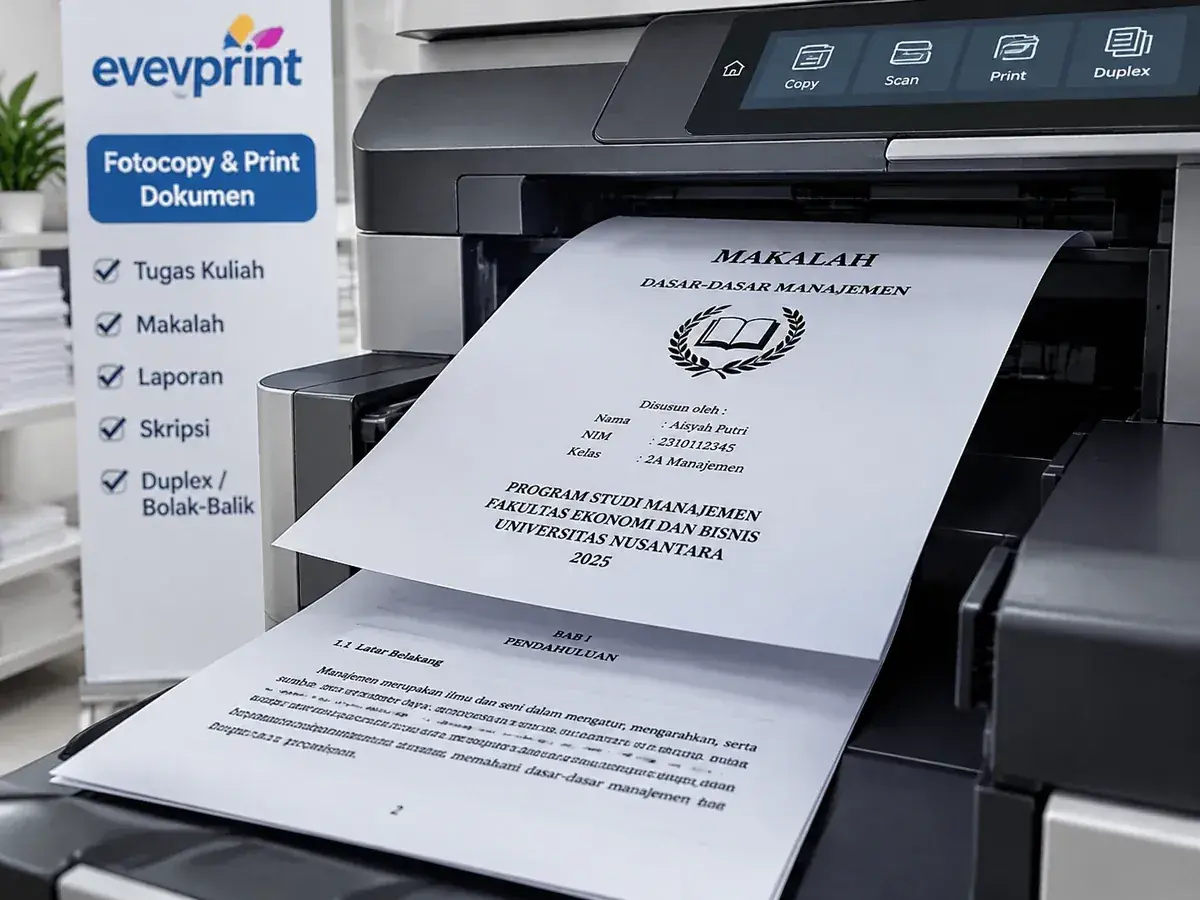 eveyprint
Fotocopy & Print
Dokumen
Tugas Kuliah
Makalah
Laporan
Skripsi
Duplex /
Bolak-Balik
Copy
Scan
Print
Duplex
MAKALAH
DASAR-DASAR MANAJEMEN
Disusun oleh :
Nama : Aisyah Putri
NIM : 2310112345
Kelas : 2A Manajemen
PROGRAM STUDI MANAJEMEN
FAKULTAS EKONOMI DAN BISNIS
UNIVERSITAS NUSANTARA
2025
BAB I
PENDAHULUAN
1.1 Latar Belakang
Manajemen merupakan ilmu dan seni dalam mengatur, mengarahkan, serta
memahami dasar-dasar manajemen
2